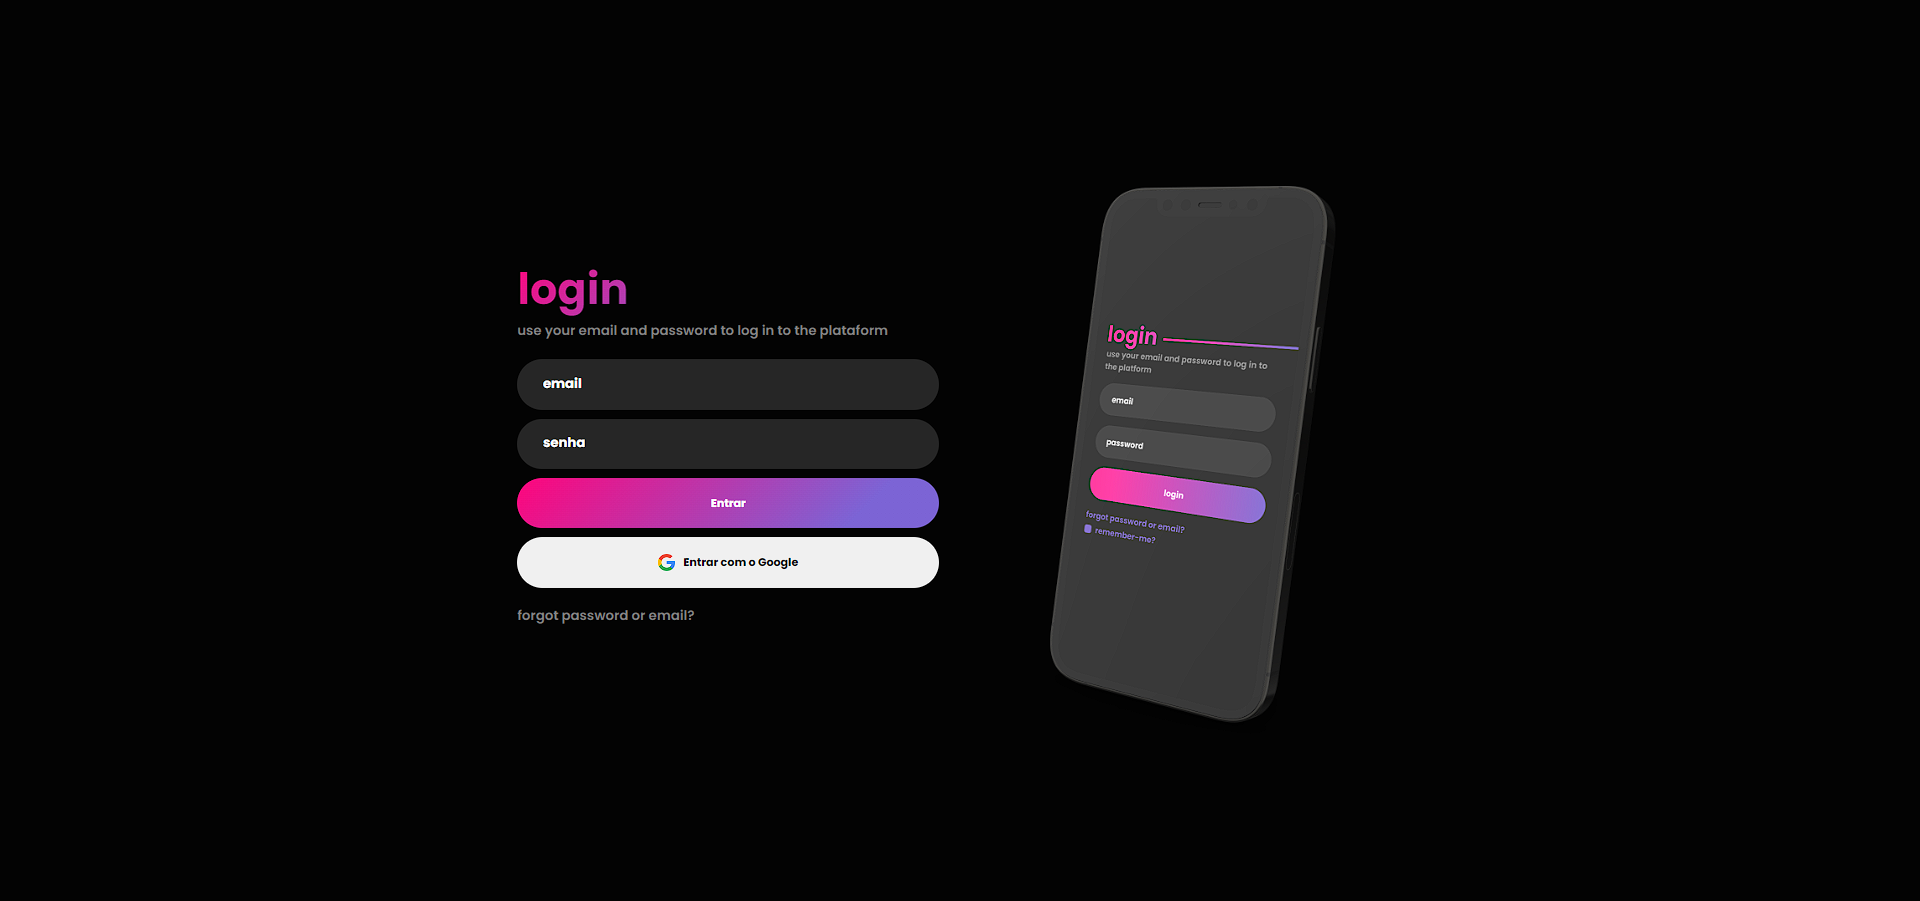 login
use your email and password to log in to the plataform
email
senha
Entrar
Entrar com o Google
forgot password or email?
login
use your email and password to log in to
the platform
email
password
login
forgot password or email?
remember-me?